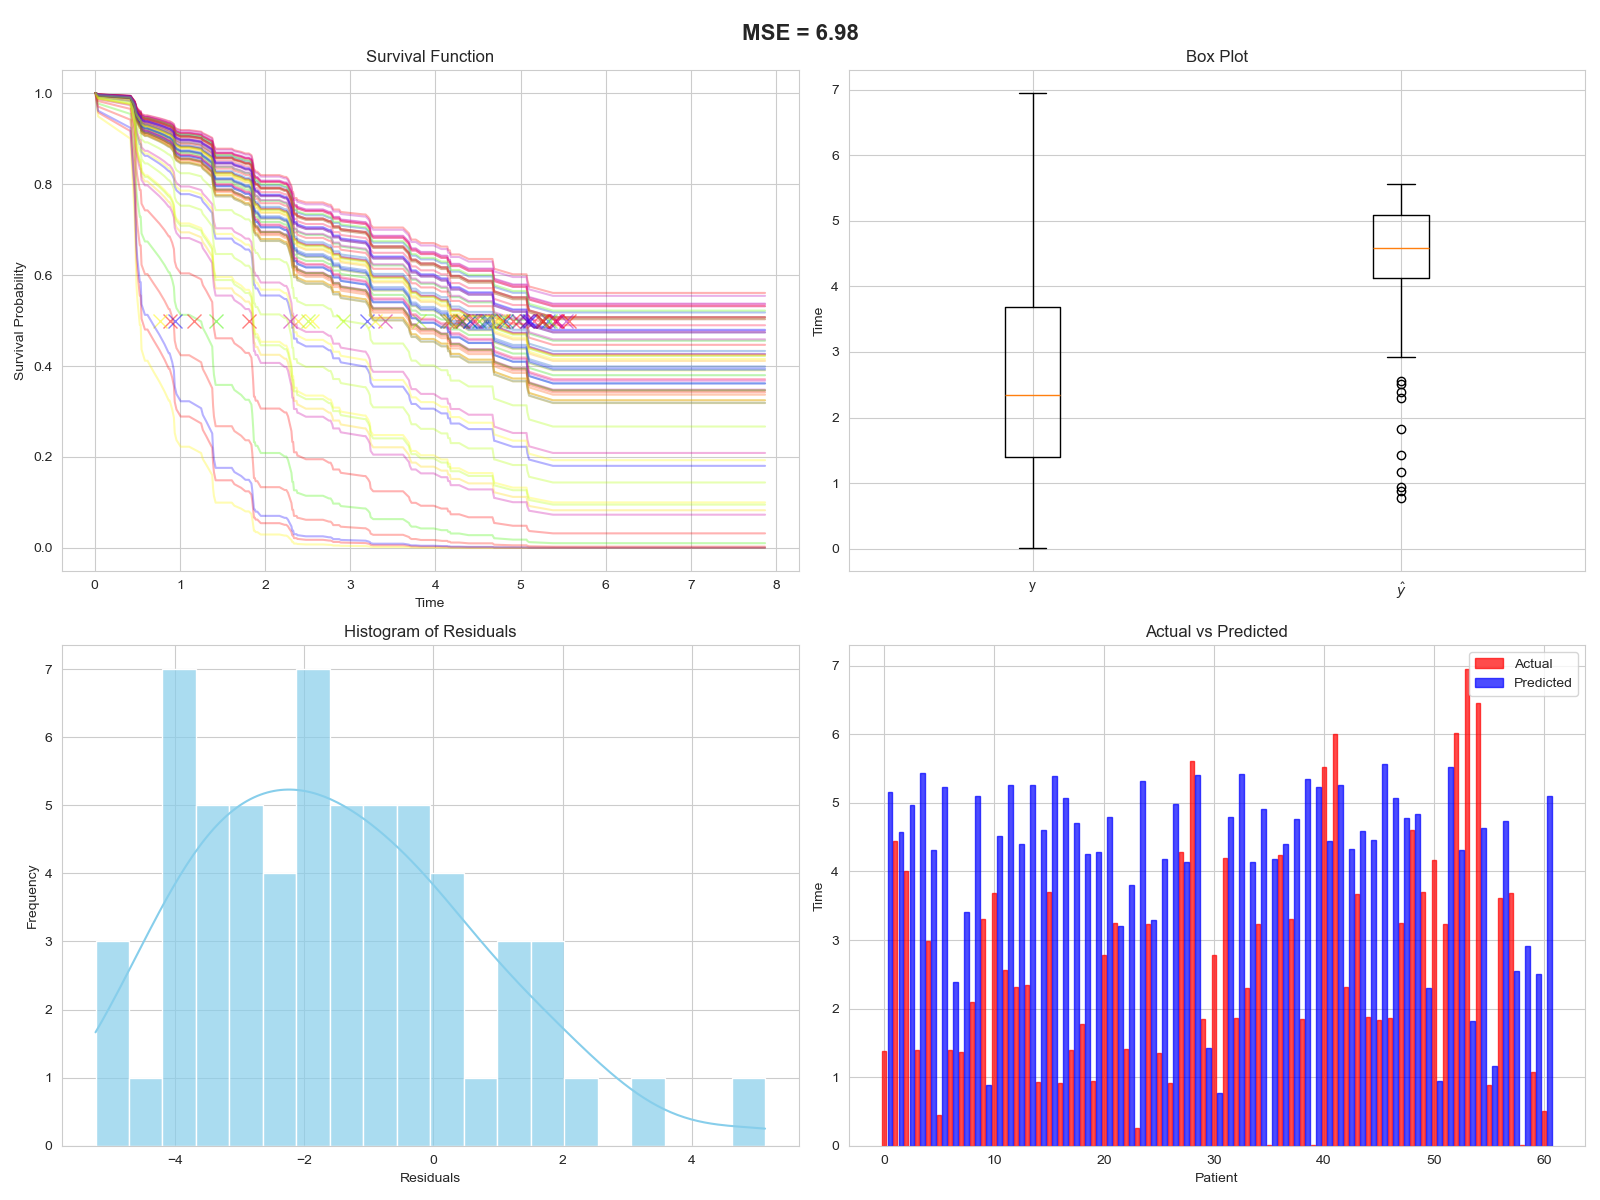 MSE = 6.98
Survival Function
Survival Probability
1.0
0.8
0.6
0.4
0.2
0.0
0 1 2 3 4 5 6 7 8
Time
Box Plot
Time
7
6
5
4
3
2
1
0
y ŷ
Histogram of Residuals
Frequency
7
6
5
4
3
2
1
0
−4 −2 0 2 4
Residuals
Actual vs Predicted
Actual
Predicted
Time
7
6
5
4
3
2
1
0
0 10 20 30 40 50 60
Patient